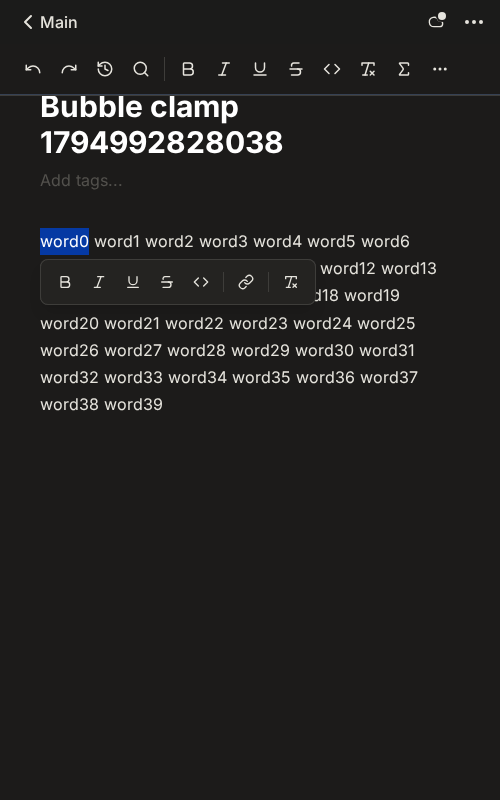 Main
Bubble clamp
1794992828038
Add tags...
word0 word1 word2 word3 word4 word5 word6
word12 word13
word19
word20 word21 word22 word23 word24 word25
word26 word27 word28 word29 word30 word31
word32 word33 word34 word35 word36 word37
word38 word39